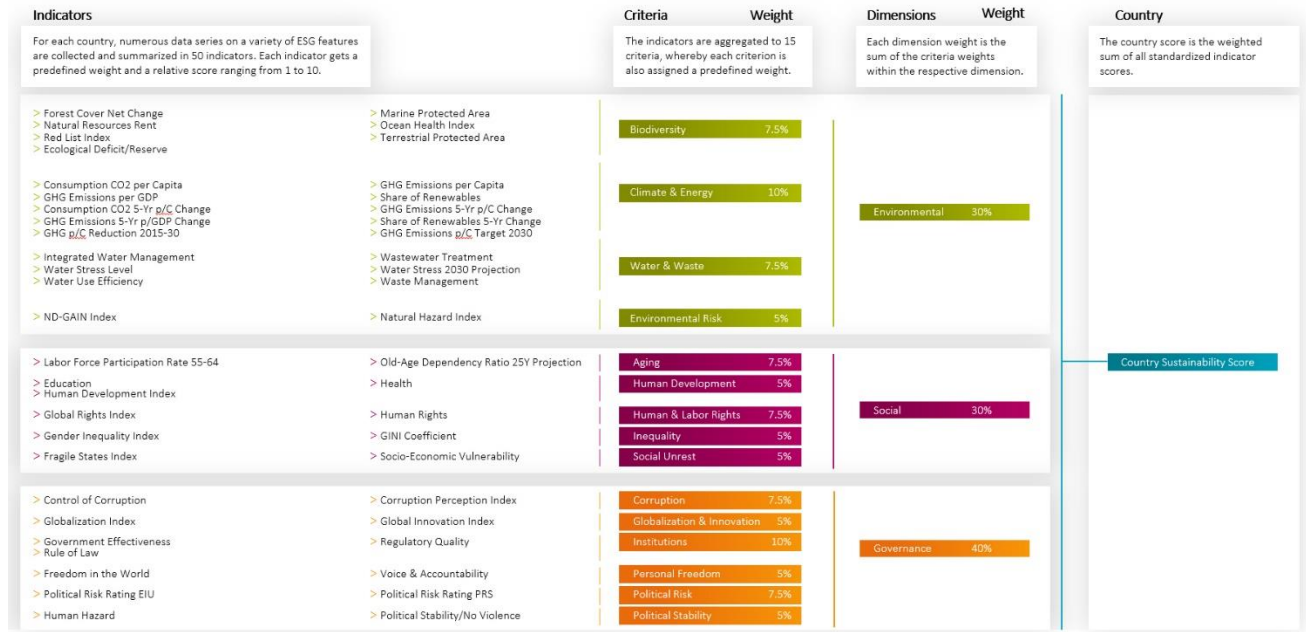 Indicators
For each country, numerous data series on a variety of ESG features
are collected and summarized in 50 indicators. Each indicator gets a
predefined weight and a relative score ranging from 1 to 10.
Criteria Weight
The indicators are aggregated to 15
criteria, whereby each criterion is
also assigned a predefined weight.
Dimensions Weight
Each dimension weight is the
sum of the criteria weights
within the respective dimension.
Country
The country score is the weighted
sum of all standardized indicator
scores.
> Forest Cover Net Change
> Natural Resources Rent
> Red List Index
> Ecological Deficit/Reserve
> Marine Protected Area
> Ocean Health Index
> Terrestrial Protected Area
Biodiversity 7.5%
> Consumption CO2 per Capita
> GHG Emissions per GDP
> Consumption CO2 5-Yr p/C Change
> GHG Emissions 5-Yr p/GDP Change
> GHG p/C Reduction 2015-30
> GHG Emissions per Capita
> Share of Renewables
> GHG Emissions 5-Yr p/C Change
> Share of Renewables 5-Yr Change
> GHG Emissions p/C Target 2030
Climate & Energy 10%
> Integrated Water Management
> Water Stress Level
> Water Use Efficiency
> Wastewater Treatment
> Water Stress 2030 Projection
> Waste Management
Water & Waste 7.5%
> ND-GAIN Index
> Natural Hazard Index
Environmental Risk 5%
Environmental 30%
> Labor Force Participation Rate 55-64
> Old-Age Dependency Ratio 25Y Projection
Aging 7.5%
> Education
> Human Development Index
> Health
Human Development 5%
> Global Rights Index
> Human Rights
Human & Labor Rights 7.5%
> Gender Inequality Index
> GINI Coefficient
Inequality 5%
> Fragile States Index
> Socio-Economic Vulnerability
Social Unrest 5%
Social 30%
> Control of Corruption
> Corruption Perception Index
Corruption 7.5%
> Globalization Index
> Global Innovation Index
Globalization & Innovation 5%
> Government Effectiveness
> Rule of Law
> Regulatory Quality
Institutions 10%
> Freedom in the World
> Voice & Accountability
Personal Freedom 5%
> Political Risk Rating EIU
> Political Risk Rating PRS
Political Risk 7.5%
> Human Hazard
> Political Stability/No Violence
Political Stability 5%
Governance 40%
Country Sustainability Score